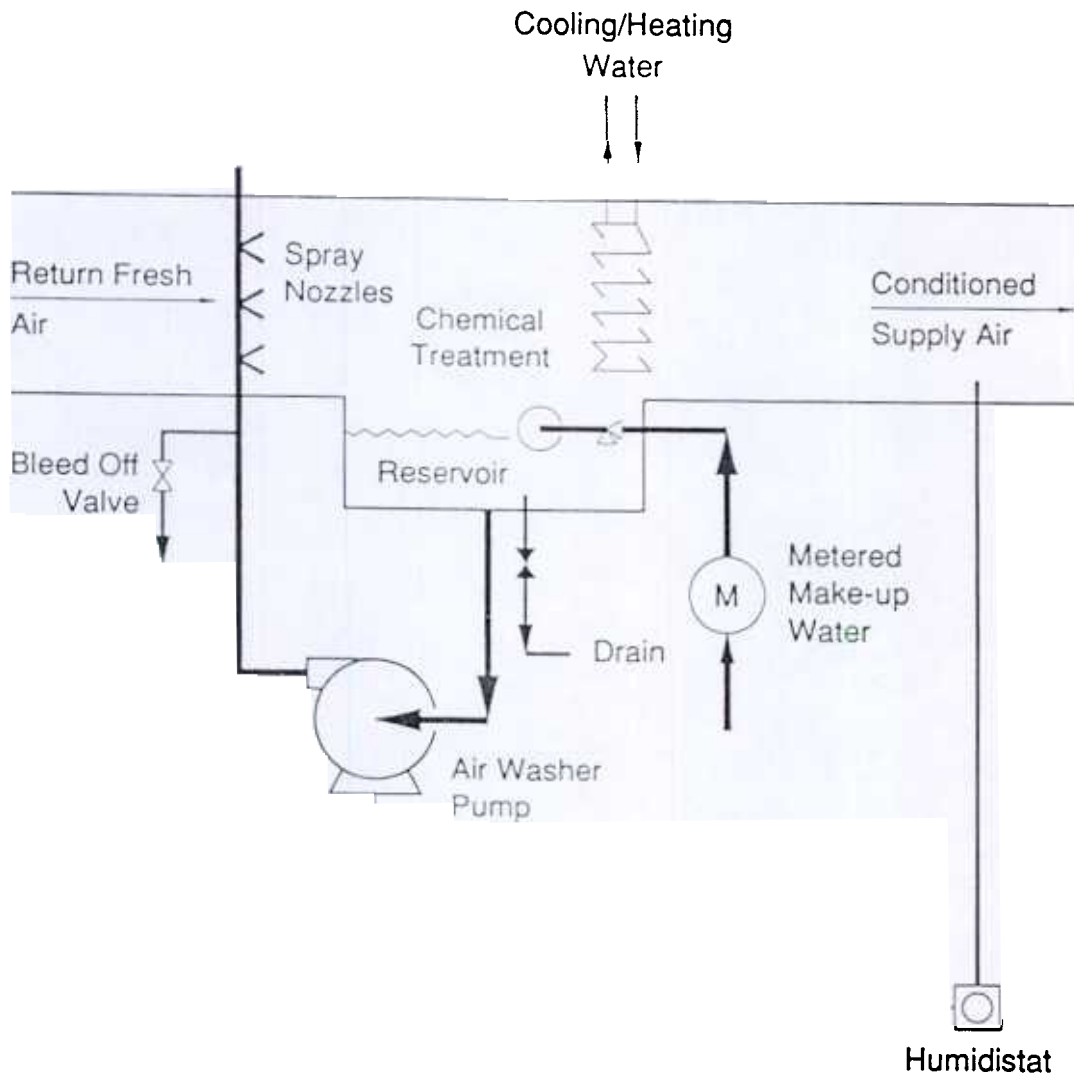 Cooling/Heating
Water
Spray
Nozzles
Return Fresh
Air
Chemical
Treatment
Conditioned
Supply Air
Bleed Off
Valve
Reservoir
Metered
Make-up
Water
M
Drain
Air Washer
Pump
Humidistat